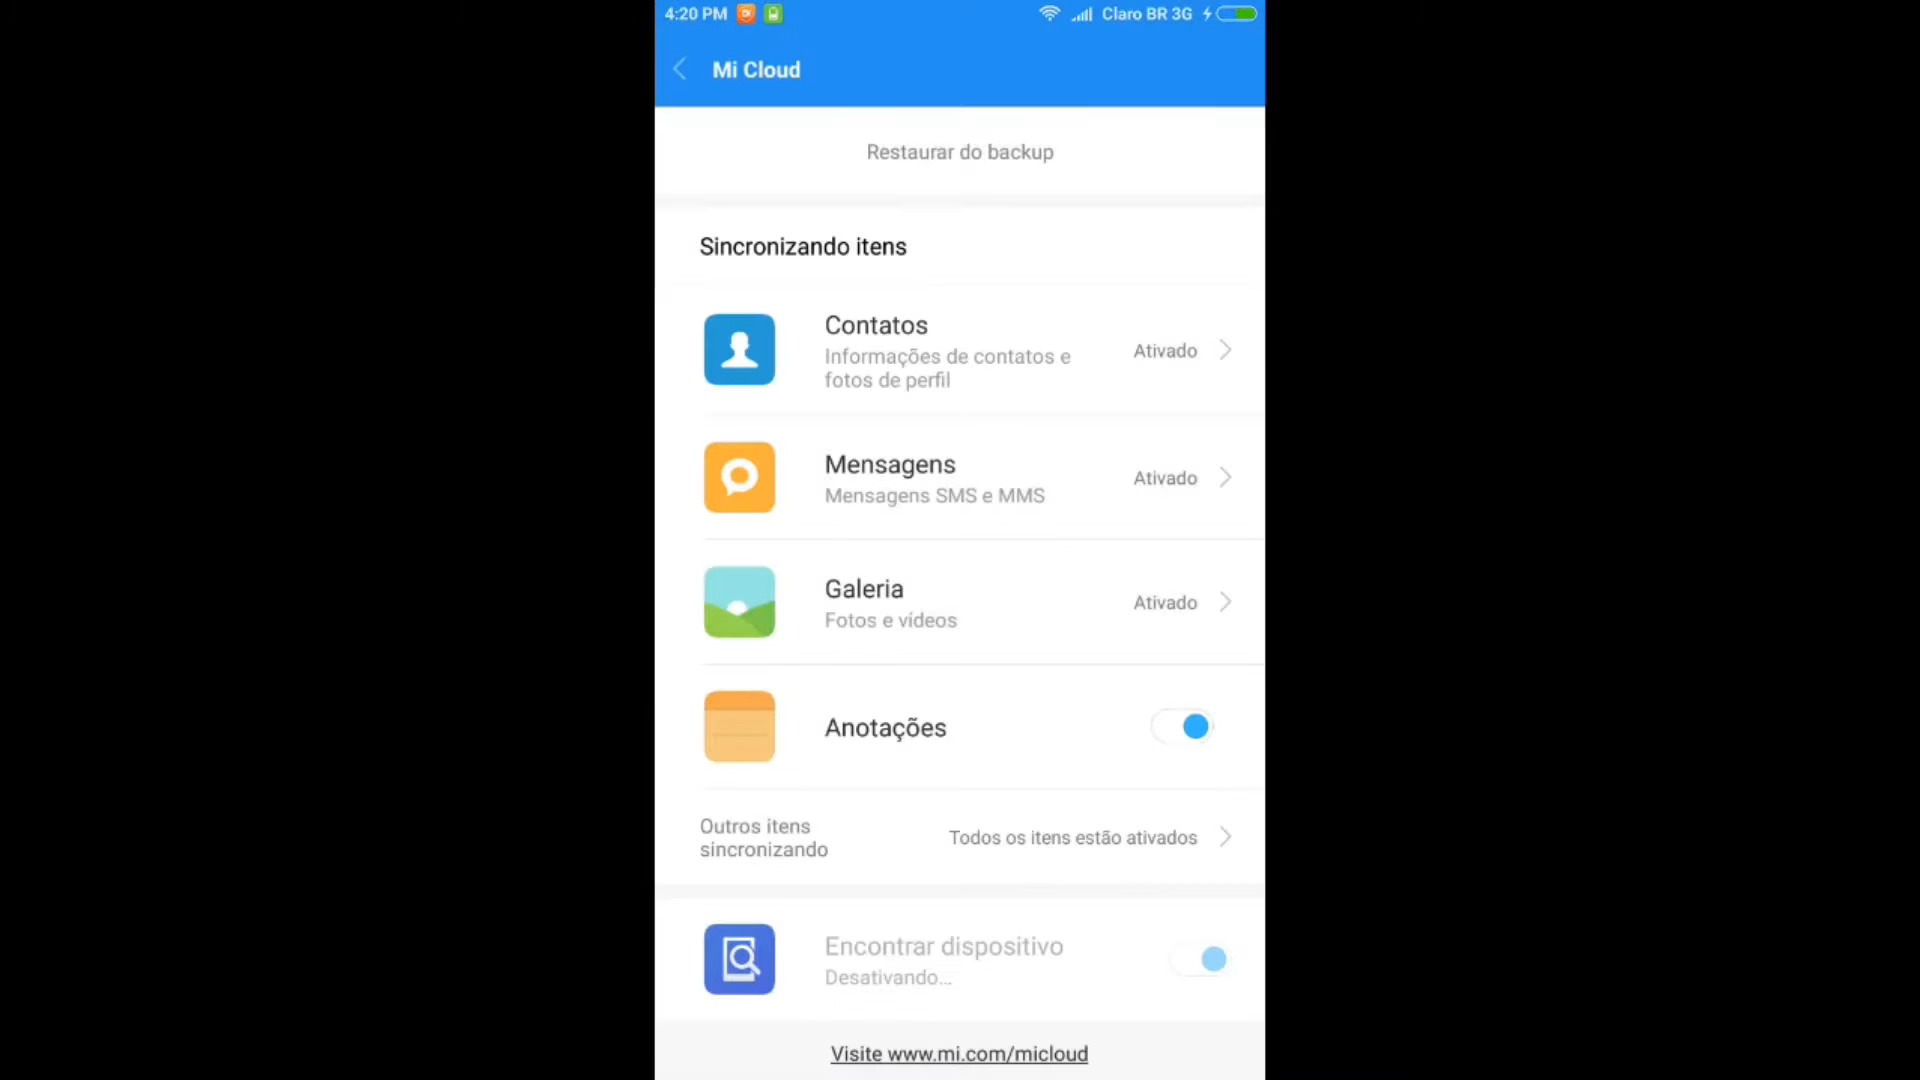 4:20 PM
Claro BR 3G
Mi Cloud
Restaurar do backup
Sincronizando itens
Contatos
Informações de contatos e
fotos de perfil
Ativado
Mensagens
Mensagens SMS e MMS
Ativado
Galeria
Fotos e vídeos
Ativado
Anotações
Outros itens
sincronizando
Todos os itens estão ativados
Encontrar dispositivo
Desativando...
Visite www.mi.com/micloud